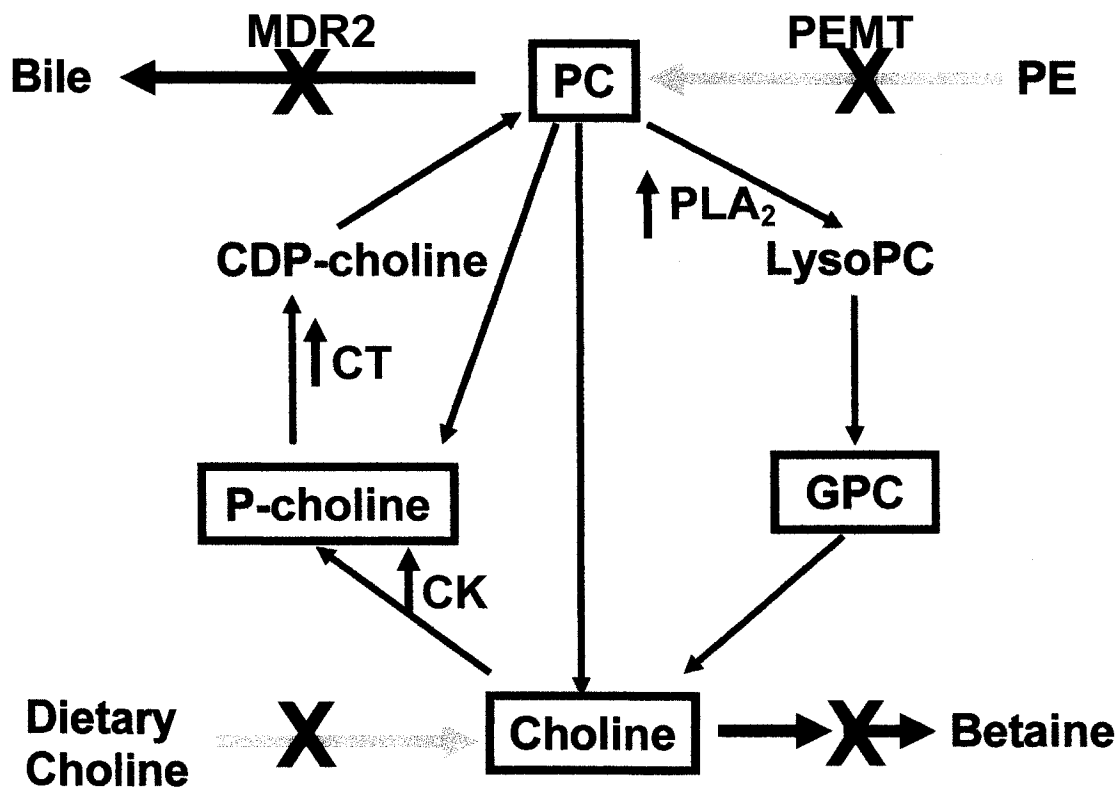 MDR2
PEMT
Bile
PC
PE
PLA₂
CDP-choline
LysoPC
CT
P-choline
GPC
CK
Dietary
Choline
Choline
Betaine